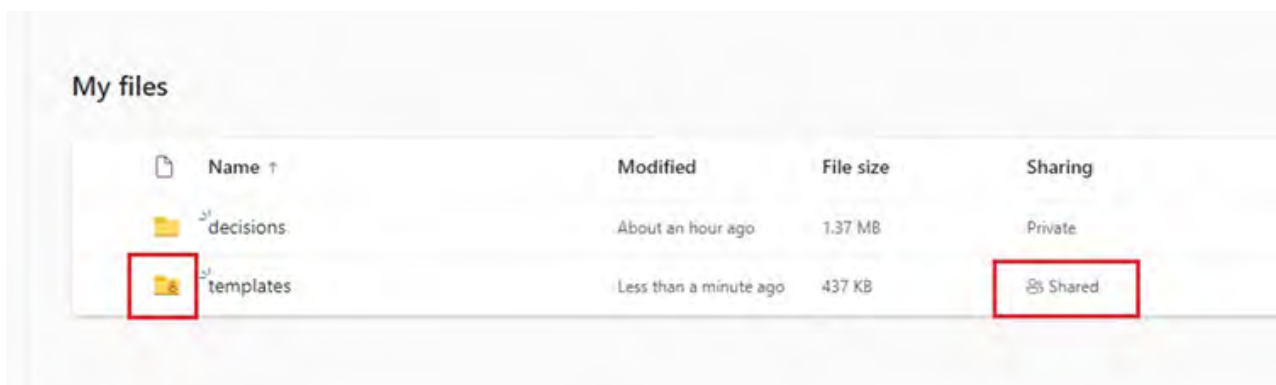 My files
Name ↑ Modified File size Sharing
decisions About an hour ago 1.37 MB Private
templates Less than a minute ago 437 KB Shared